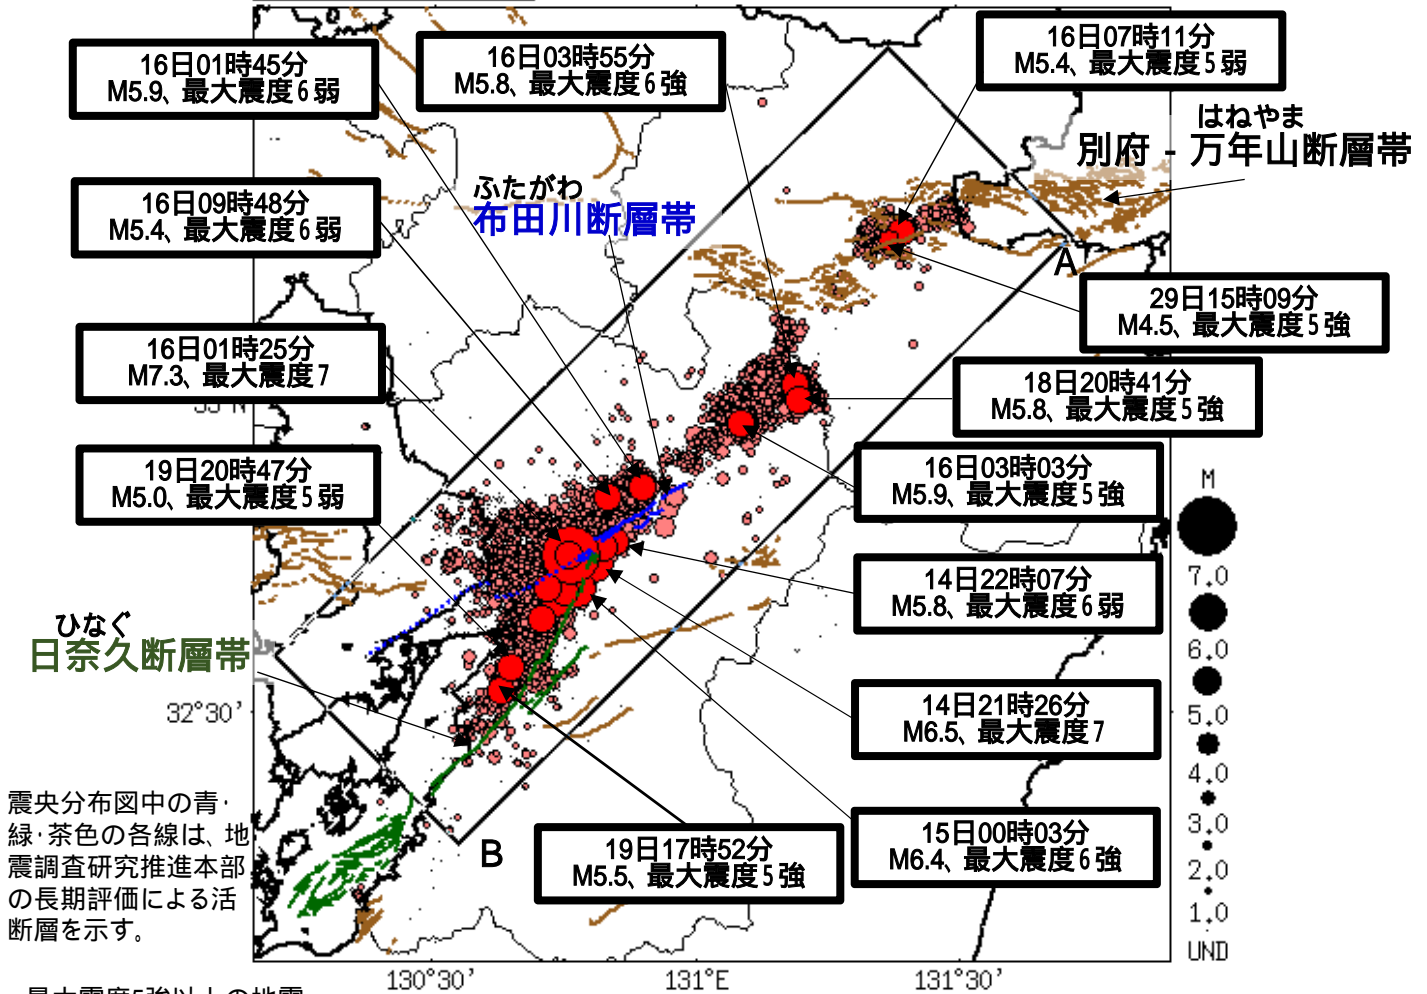 16日01時45分
M5.9、最大震度6弱
16日03時55分
M5.8、最大震度6強
16日07時11分
M5.4、最大震度5弱
はねやま
別府－万年山断層帯
16日09時48分
M5.4、最大震度6弱
ふたがわ
布田川断層帯
A
29日15時09分
M4.5、最大震度5強
16日01時25分
M7.3、最大震度7
18日20時41分
M5.8、最大震度5強
19日20時47分
M5.0、最大震度5弱
16日03時03分
M5.9、最大震度5強
14日22時07分
M5.8、最大震度6弱
ひなぐ
日奈久断層帯
32°30'
14日21時26分
M6.5、最大震度7
15日00時03分
M6.4、最大震度6強
19日17時52分
M5.5、最大震度5強
B
震央分布図中の青・
緑・茶色の各線は、地
震調査研究推進本部
の長期評価による活
断層を示す。
M
7.0
6.0
5.0
4.0
3.0
2.0
1.0
UND
130°30'
131°E
131°30'